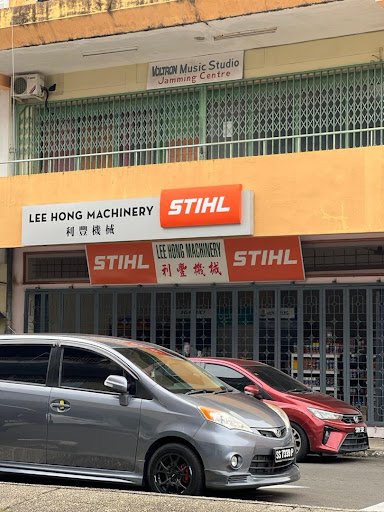 VOLTRON MUSIC STUDIO
JAMMING CENTRE
LEE HONG MACHINERY
利豐機械
STIHL
STIHL
LEE HONG MACHINERY
利豐機械
STIHL